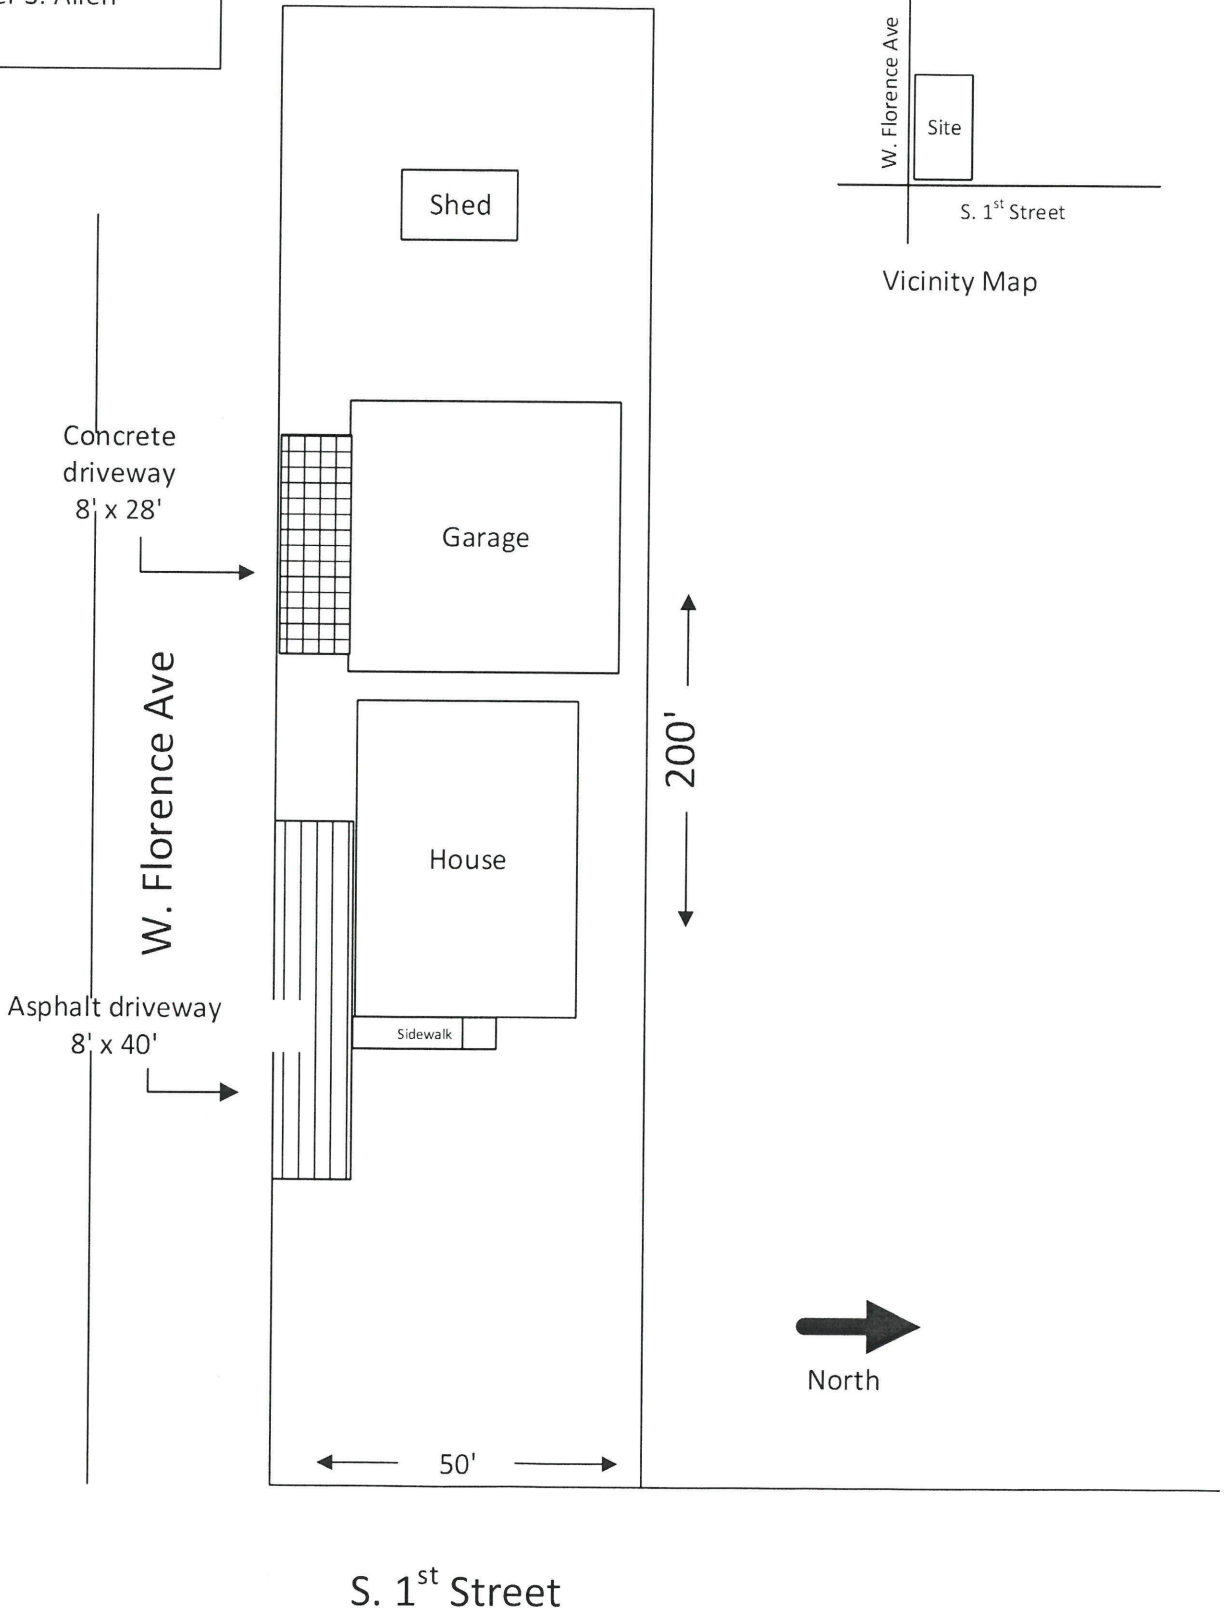 S. Allen
W. Florence Ave
Site
S. 1st Street
Vicinity Map
Shed
Concrete
driveway
8' x 28'
Garage
W. Florence Ave
200'
House
Asphalt driveway
8' x 40'
Sidewalk
North
50'
S. 1st Street